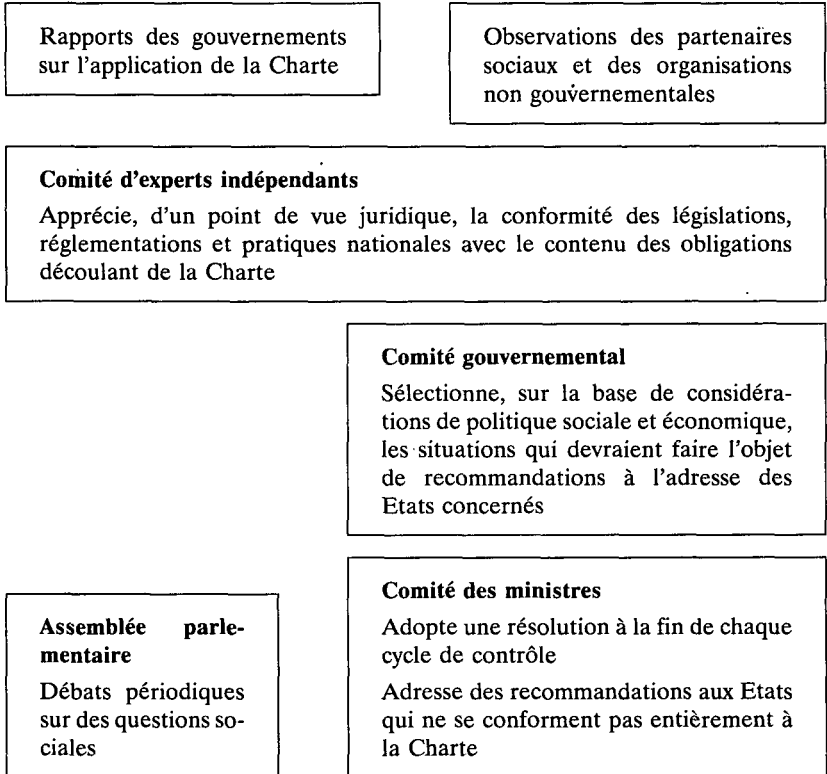 Rapports des gouvernements
sur l'application de la Charte
Observations des partenaires
sociaux et des organisations
non gouvernementales
Comité d'experts indépendants
Apprécie, d'un point de vue juridique, la conformité des législations,
réglementations et pratiques nationales avec le contenu des obligations
découlant de la Charte
Comité gouvernemental
Sélectionne, sur la base de considéra-
tions de politique sociale et économique,
les situations qui devraient faire l'objet
de recommandations à l'adresse des
Etats concernés
Assemblée parle-
mentaire
Débats périodiques
sur des questions so-
ciales
Comité des ministres
Adopte une résolution à la fin de chaque
cycle de contrôle
Adresse des recommandations aux Etats
qui ne se conforment pas entièrement à
la Charte